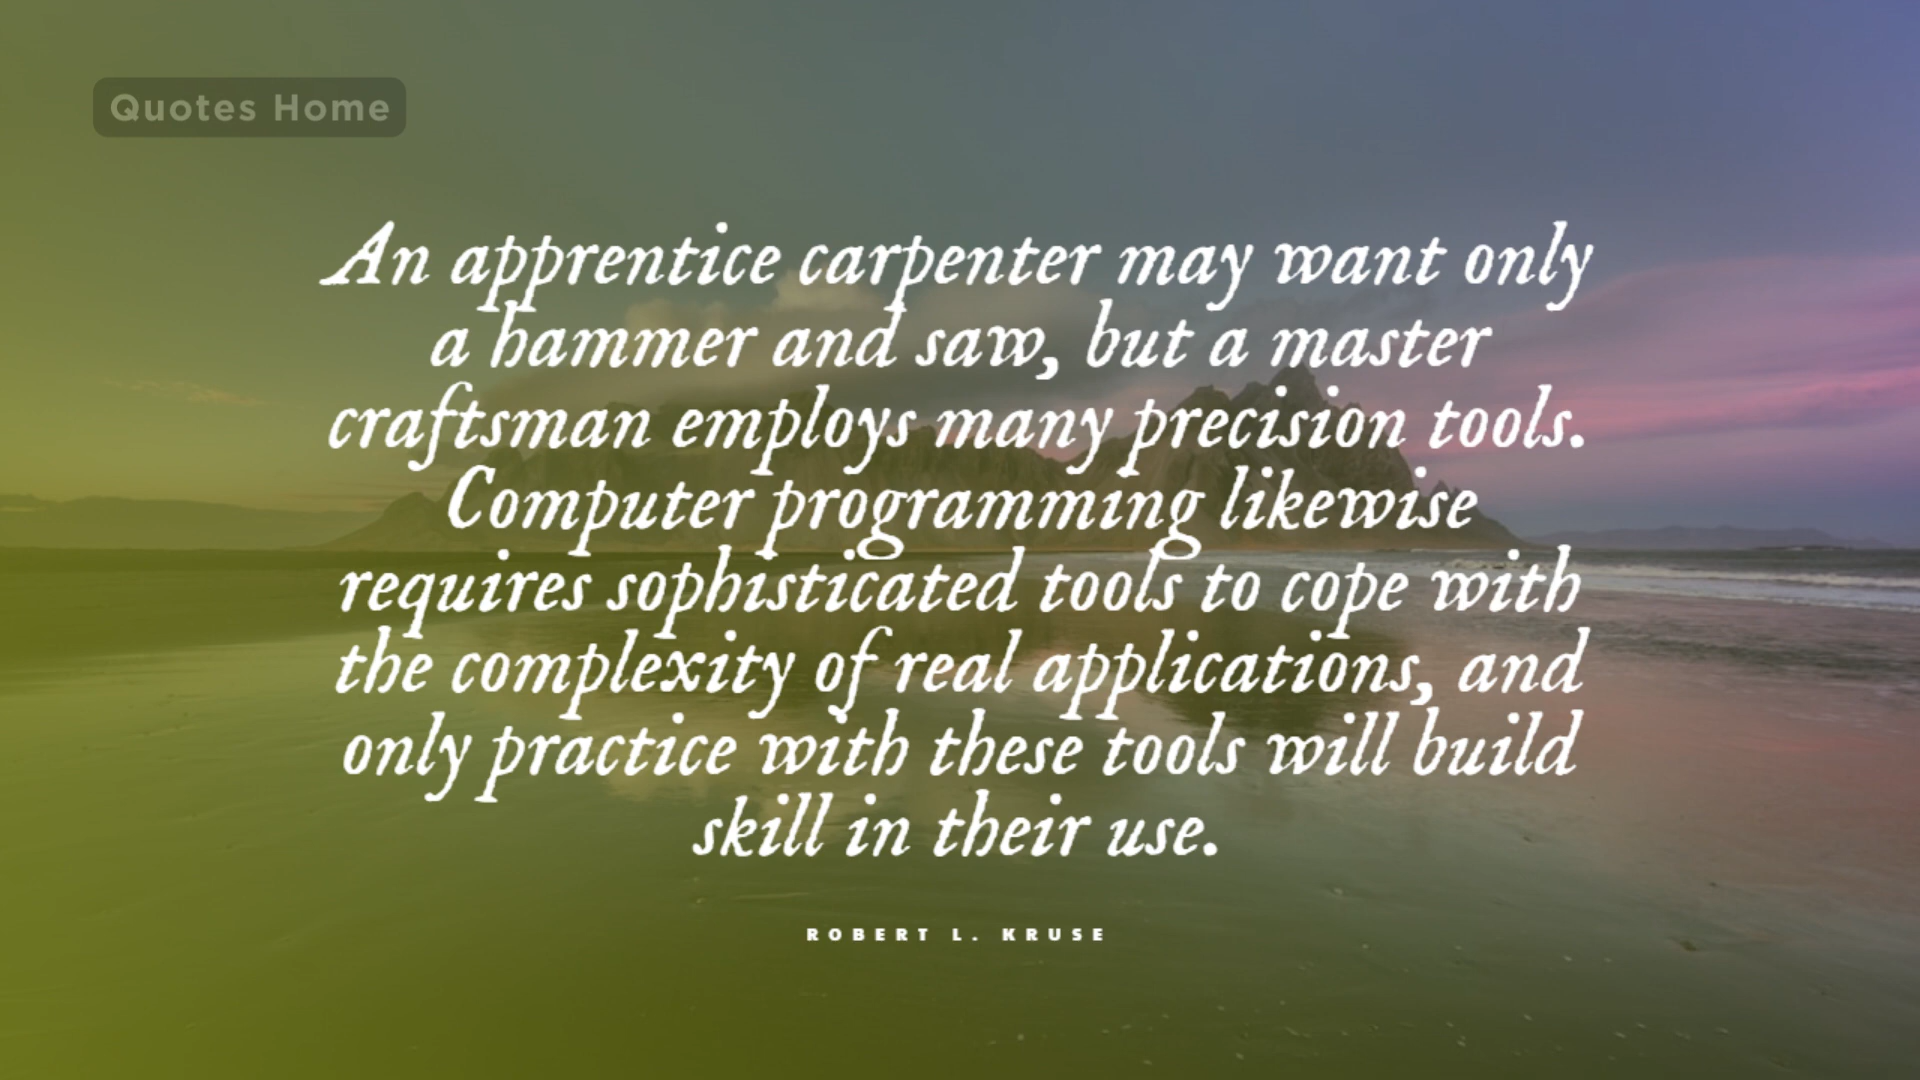 Quotes Home
An apprentice carpenter may want only
a hammer and saw, but a master
craftsman employs many precision tools.
Computer programming likewise
requires sophisticated tools to cope with
the complexity of real applications, and
only practice with these tools will build
skill in their use.
ROBERT L. KRUSE